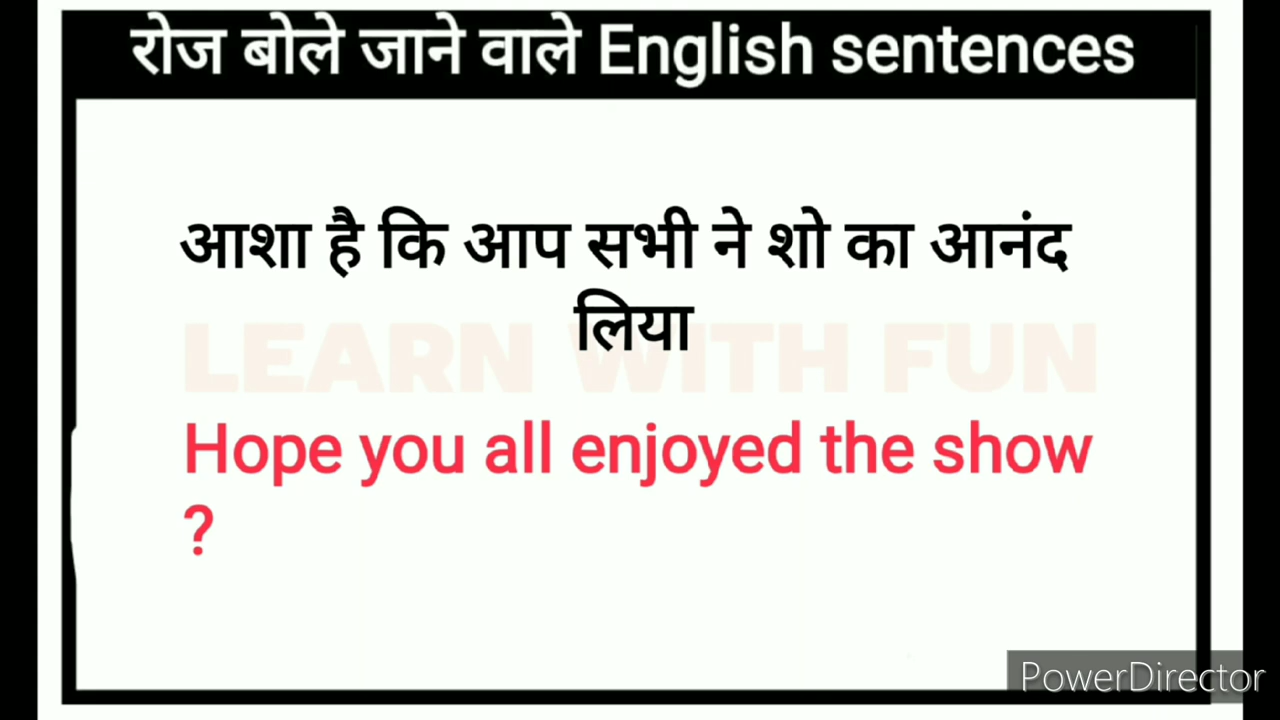 रोज बोले जाने वाले English sentences
आशा है कि आप सभी ने शो का आनंद
लिया
LEARN WITH FUN
Hope you all enjoyed the show
?
PowerDirector